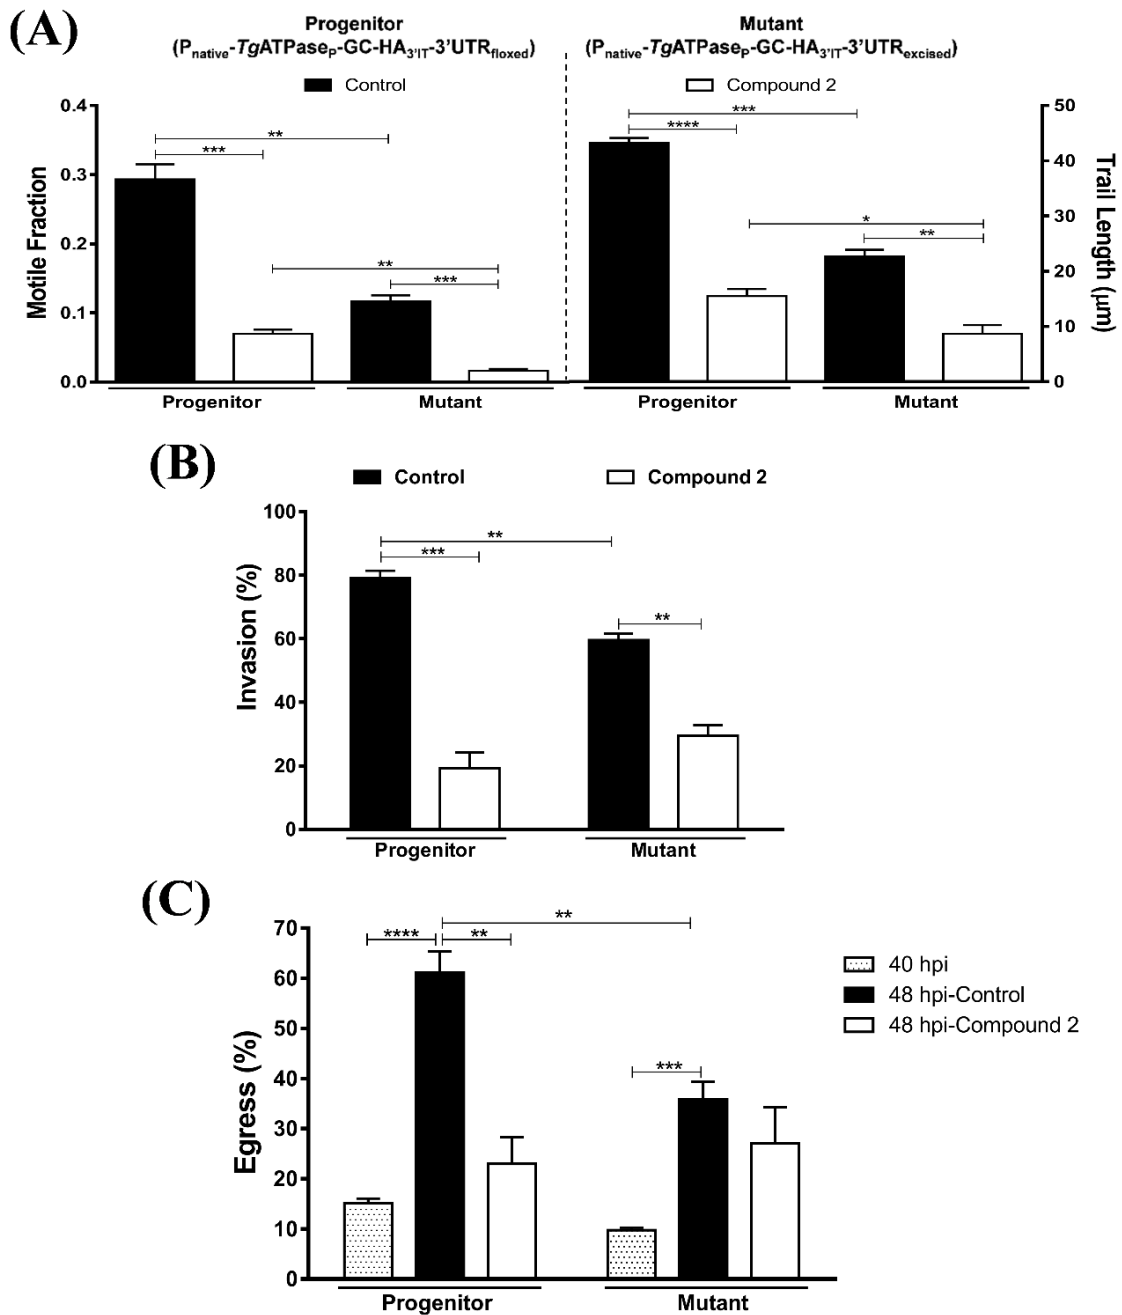 (A)
Progenitor
(Pnative-TgATPaseP-GC-HA3'IT-3'UTRfloxed)
Mutant
(Pnative-TgATPaseP-GC-HA3'IT-3'UTRexcised)
Control
Compound 2
Motile Fraction
0.4
0.3
0.2
0.1
0.0
**
***
**
***
Progenitor
Mutant
***
****
*
**
Progenitor
Mutant
50
40
30
20
10
0
Trail Length (μm)
(B)
Control
Compound 2
Invasion (%)
100
80
60
40
20
0
**
***
**
Progenitor
Mutant
(C)
Egress (%)
70
60
50
40
30
20
10
0
**
****
**
***
Progenitor
Mutant
40 hpi
48 hpi-Control
48 hpi-Compound 2